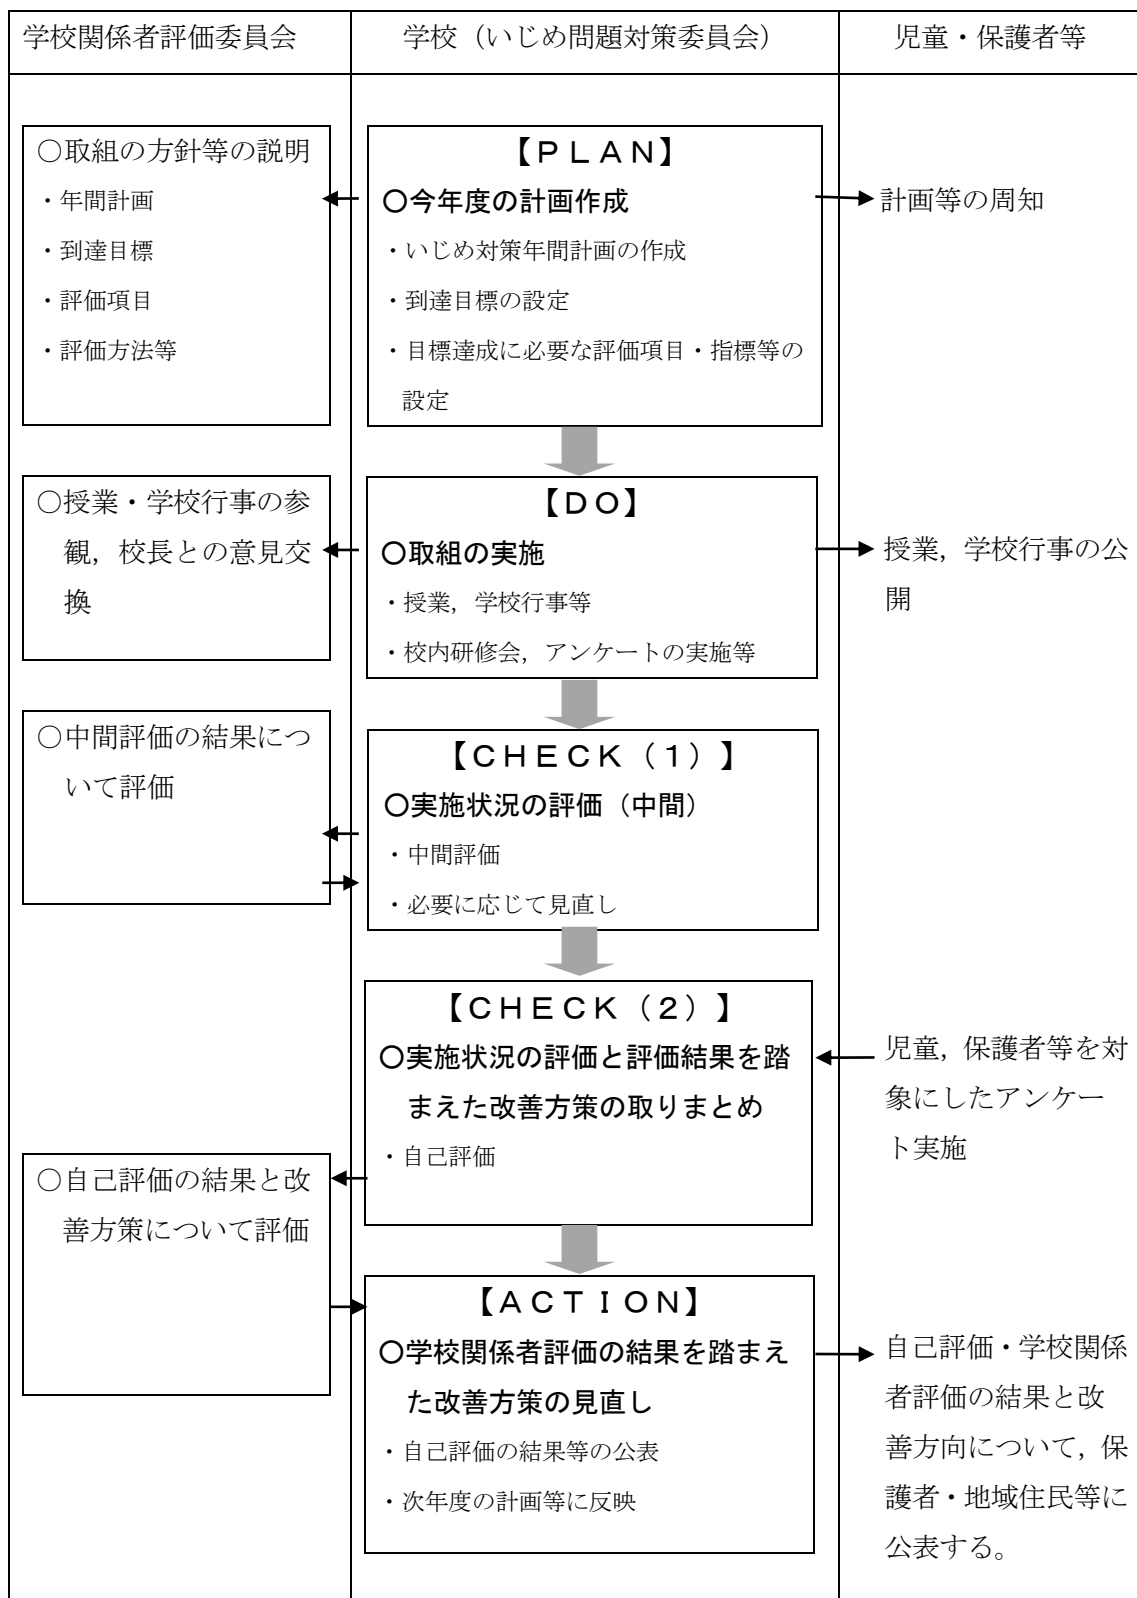 学校関係者評価委員会
学校（いじめ問題対策委員会）
児童・保護者等
〇取組の方針等の説明
・年間計画
・到達目標
・評価項目
・評価方法等
【ＰＬＡＮ】
〇今年度の計画作成
・いじめ対策年間計画の作成
・到達目標の設定
・目標達成に必要な評価項目・指標等の
設定
計画等の周知
〇授業・学校行事の参
観，校長との意見交
換
【ＤＯ】
〇取組の実施
・授業，学校行事等
・校内研修会，アンケートの実施等
授業，学校行事の公
開
〇中間評価の結果につ
いて評価
【ＣＨＥＣＫ（１）】
〇実施状況の評価（中間）
・中間評価
・必要に応じて見直し
【ＣＨＥＣＫ（２）】
〇実施状況の評価と評価結果を踏
まえた改善方策の取りまとめ
・自己評価
児童，保護者等を対
象にしたアンケー
ト実施
〇自己評価の結果と改
善方策について評価
【ＡＣＴＩＯＮ】
〇学校関係者評価の結果を踏まえ
た改善方策の見直し
・自己評価の結果等の公表
・次年度の計画等に反映
自己評価・学校関係
者評価の結果と改
善方向について，保
護者・地域住民等に
公表する。